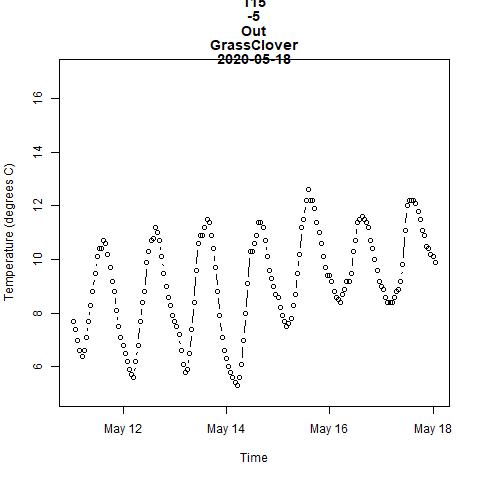 T15
-5
Out
GrassClover
2020-05-18
Temperature (degrees C)
16
14
12
10
8
6
May 12
May 14
May 16
May 18
Time